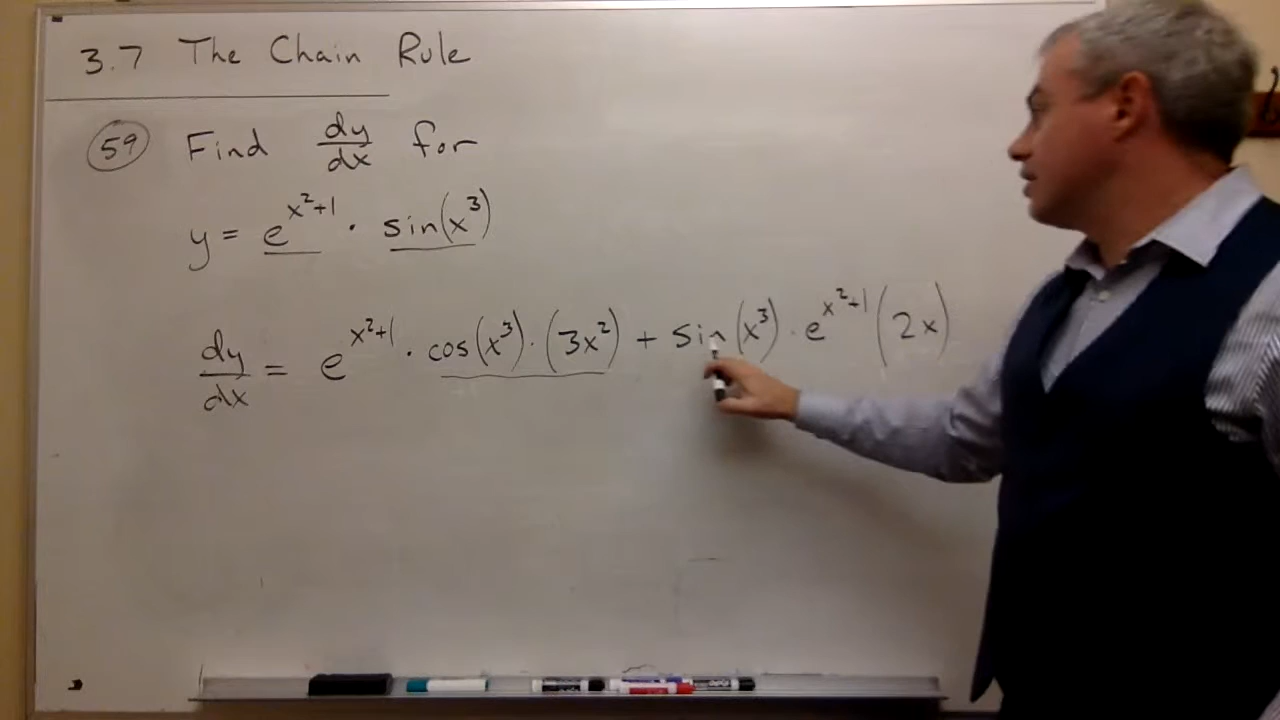 3.7 The Chain Rule
59 Find dy/dx for
y = e^(x²+1) · sin(x³)
dy/dx = e^(x²+1) · cos(x³) · (3x²) + sin(x³) · e^(x²+1) (2x)